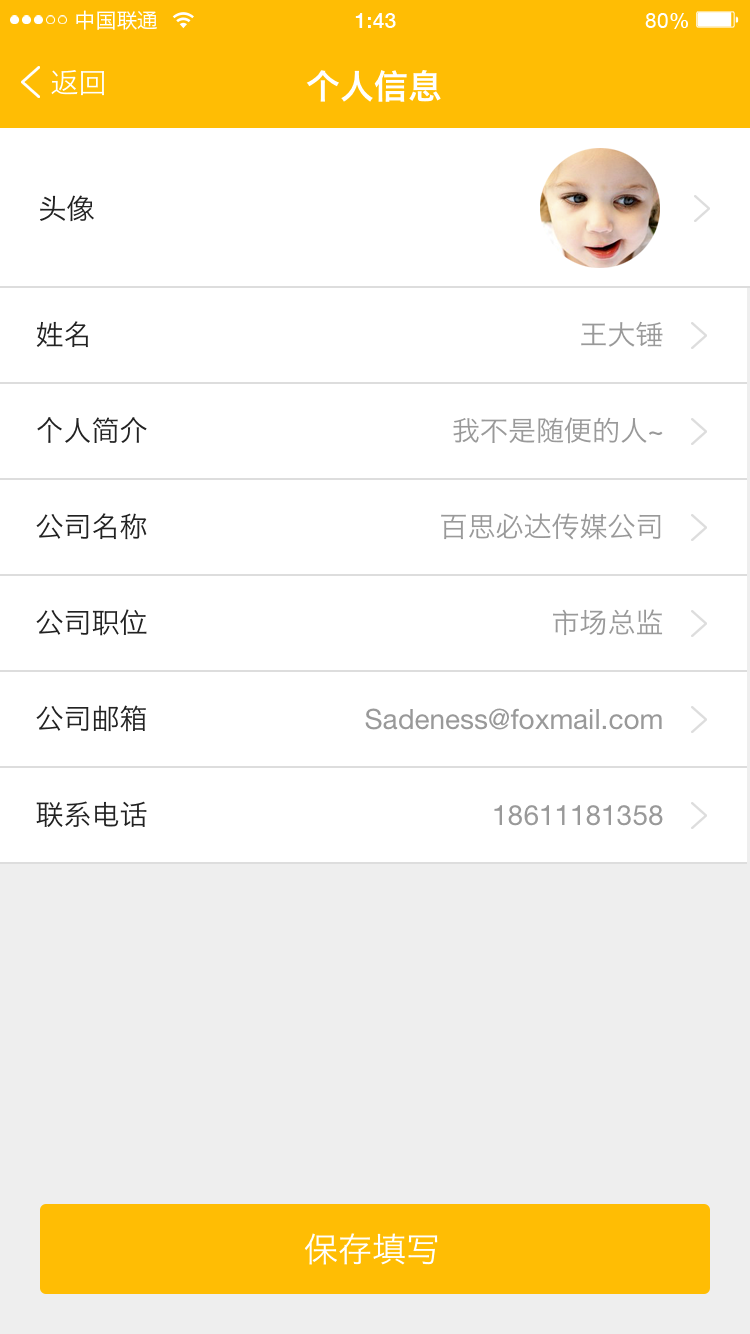 中国联通 1:43 80%
返回 个人信息
头像
姓名 王大锤
个人简介 我不是随便的人~
公司名称 百思必达传媒公司
公司职位 市场总监
公司邮箱 Sadeness@foxmail.com
联系电话 18611181358
保存填写